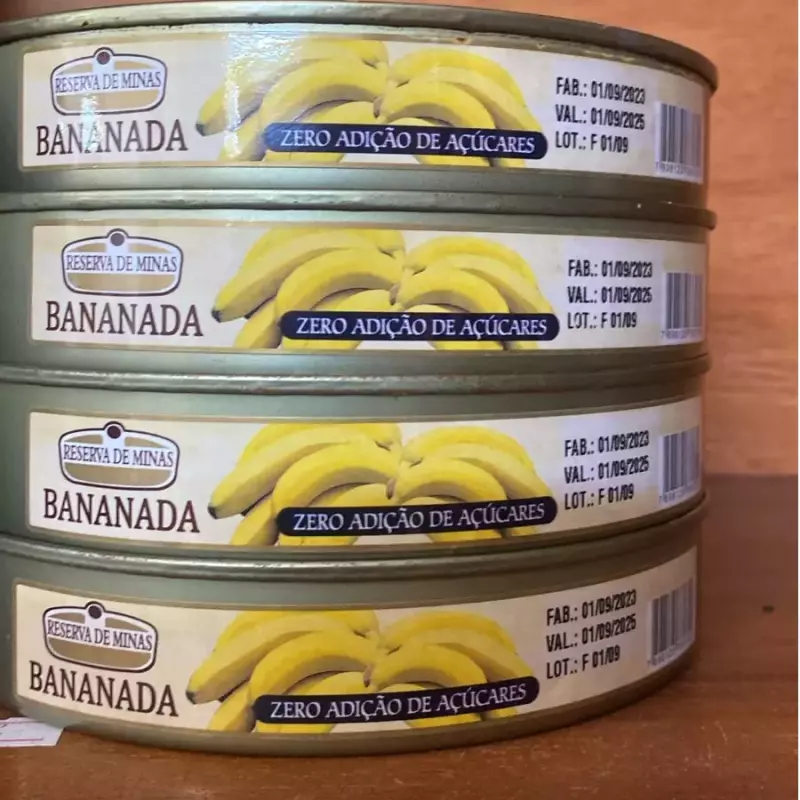 RESERVA DE MINAS
BANANADA
ZERO ADIÇÃO DE AÇÚCARES
FAB.: 01/09/2023
VAL.: 01/09/2025
LOT.: F 01/09
RESERVA DE MINAS
BANANADA
ZERO ADIÇÃO DE AÇÚCARES
FAB.: 01/09/2023
VAL.: 01/09/2025
LOT.: F 01/09
RESERVA DE MINAS
BANANADA
ZERO ADIÇÃO DE AÇÚCARES
FAB.: 01/09/2023
VAL.: 01/09/2025
LOT.: F 01/09
RESERVA DE MINAS
BANANADA
ZERO ADIÇÃO DE AÇÚCARES
FAB.: 01/09/2023
VAL.: 01/09/2025
LOT.: F 01/09